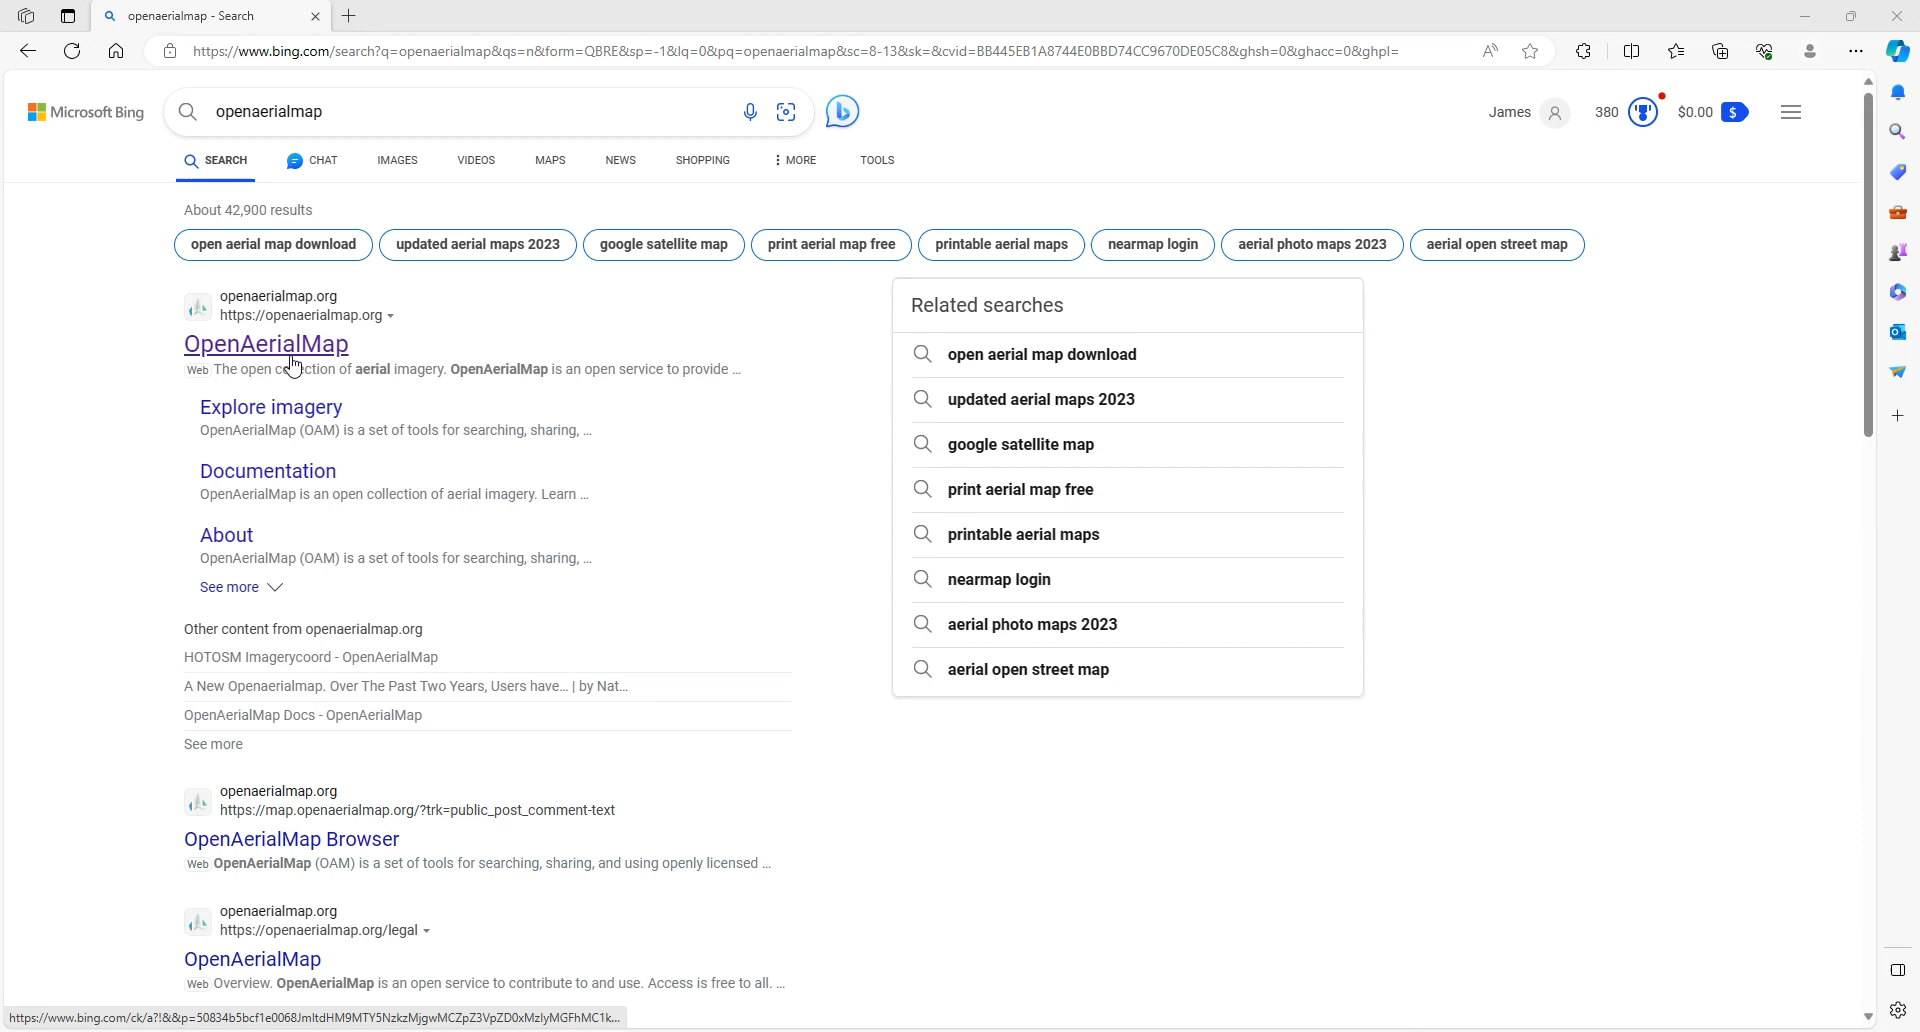 openaerialmap - Search
https://www.bing.com/search?q=openaerialmap&qs=n&form=QBRE&sp=-1&lq=0&pq=openaerialmap&sc=8-13&sk=&cvid=BB445EB1A8744E0BBD74CC9670DE05C8&ghsh=0&ghacc=0&ghpl=
Microsoft Bing
openaerialmap
James
380
$0.00
$
SEARCH
CHAT
IMAGES
VIDEOS
MAPS
NEWS
SHOPPING
MORE
TOOLS
About 42,900 results
open aerial map download
updated aerial maps 2023
google satellite map
print aerial map free
printable aerial maps
nearmap login
aerial photo maps 2023
aerial open street map
openaerialmap.org
https://openaerialmap.org
OpenAerialMap
Web The open collection of aerial imagery. OpenAerialMap is an open service to provide ...
Explore imagery
OpenAerialMap (OAM) is a set of tools for searching, sharing, ...
Documentation
OpenAerialMap is an open collection of aerial imagery. Learn ...
About
OpenAerialMap (OAM) is a set of tools for searching, sharing, ...
See more
Other content from openaerialmap.org
HOTOSM Imagerycoord - OpenAerialMap
A New Openaerialmap. Over The Past Two Years, Users have... | by Nat...
OpenAerialMap Docs - OpenAerialMap
See more
openaerialmap.org
https://map.openaerialmap.org/?trk=public_post_comment-text
OpenAerialMap Browser
Web OpenAerialMap (OAM) is a set of tools for searching, sharing, and using openly licensed ...
openaerialmap.org
https://openaerialmap.org/legal
OpenAerialMap
Web Overview. OpenAerialMap is an open service to contribute to and use. Access is free to all. ...
Related searches
open aerial map download
updated aerial maps 2023
google satellite map
print aerial map free
printable aerial maps
nearmap login
aerial photo maps 2023
aerial open street map
https://www.bing.com/ck/a?!&&p=50834b5bcf1e0068JmltdHM9MTY5NzkzMjgwMCZpZ3VpZD0xMzIyMGFhMC1k...